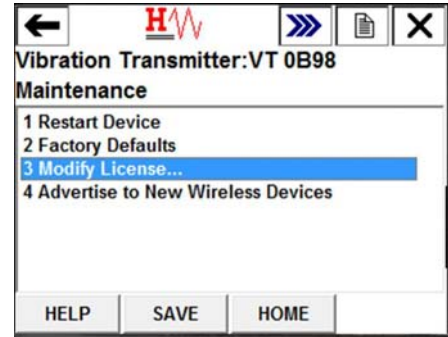 H
Vibration Transmitter:VT 0B98
Maintenance
1 Restart Device
2 Factory Defaults
3 Modify License...
4 Advertise to New Wireless Devices
HELP SAVE HOME